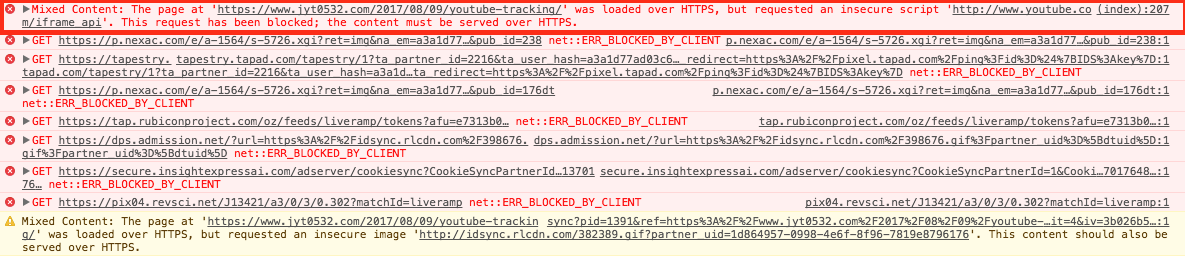 Mixed Content: The page at 'https://www.jyt0532.com/2017/08/09/youtube-tracking/' was loaded over HTTPS, but requested an insecure script 'http://www.youtube.co (index):207
m/iframe_api'. This request has been blocked; the content must be served over HTTPS.
GET https://p.nexac.com/e/a-1564/s-5726.xgi?ret=img&na_em=a3a1d77…&pub_id=238 net::ERR_BLOCKED_BY_CLIENT p.nexac.com/e/a-1564/s-5726.xgi?ret=img&na_em=a3a1d77…&pub_id=238:1
GET https://tapestry. tapestry.tapad.com/tapestry/1?ta_partner_id=2216&ta_user_hash=a3a1d77ad03c6…_redirect=https%3A%2F%2Fpixel.tapad.com%2Fping%3Fid%3D%24%7BIDS%3Akey%7D:1
tapad.com/tapestry/1?ta_partner_id=2216&ta_user_hash=a3a1d…ta_redirect=https%3A%2F%2Fpixel.tapad.com%2Fping%3Fid%3D%24%7BIDS%3Akey%7D net::ERR_BLOCKED_BY_CLIENT
GET https://p.nexac.com/e/a-1564/s-5726.xgi?ret=img&na_em=a3a1d77…&pub_id=176dt p.nexac.com/e/a-1564/s-5726.xgi?ret=img&na_em=a3a1d77…&pub_id=176dt:1
net::ERR_BLOCKED_BY_CLIENT
GET https://tap.rubiconproject.com/oz/feeds/liveramp/tokens?afu=e7313b0… net::ERR_BLOCKED_BY_CLIENT tap.rubiconproject.com/oz/feeds/liveramp/tokens?afu=e7313b0…:1
GET https://dps.admission.net/?url=https%3A%2F%2Fidsync.rlcdn.com%2F398676. dps.admission.net/?url=https%3A%2F%2Fidsync.rlcdn.com%2F398676.gif%3Fpartner_uid%3D%5Bdtuid%5D:1
gif%3Fpartner_uid%3D%5Bdtuid%5D net::ERR_BLOCKED_BY_CLIENT
GET https://secure.insightexpressai.com/adserver/cookiesync?CookieSyncPartnerId…13701 secure.insightexpressai.com/adserver/cookiesync?CookieSyncPartnerId=1&Cooki…7017648…:1
76… net::ERR_BLOCKED_BY_CLIENT
GET https://pix04.revsci.net/J13421/a3/0/3/0.302?matchId=liveramp net::ERR_BLOCKED_BY_CLIENT pix04.revsci.net/J13421/a3/0/3/0.302?matchId=liveramp:1
Mixed Content: The page at 'https://www.jyt0532.com/2017/08/09/youtube-trackin sync?pid=1391&ref=https%3A%2F%2Fwww.jyt0532.com%2F2017%2F08%2F09%2Fyoutube-…it=4&iv=3b026b5…:1
g/' was loaded over HTTPS, but requested an insecure image 'http://idsync.rlcdn.com/382389.gif?partner_uid=1d864957-0998-4e6f-8f96-7819e8796176'. This content should also be
served over HTTPS.